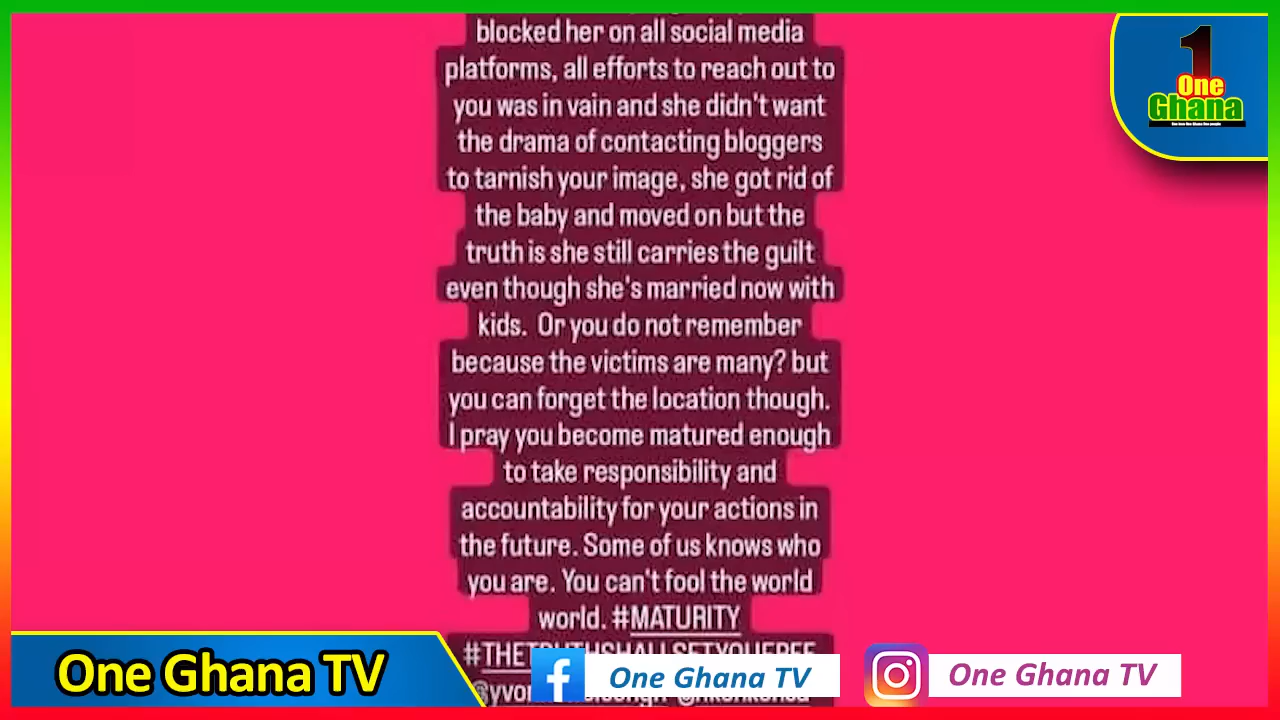 blocked her on all social media
platforms, all efforts to reach out to
you was in vain and she didn't want
the drama of contacting bloggers
to tarnish your image, she got rid of
the baby and moved on but the
truth is she still carries the guilt
even though she's married now with
kids. Or you do not remember
because the victims are many? but
you can forget the location though.
I pray you become matured enough
to take responsibility and
accountability for your actions in
the future. Some of us knows who
you are. You can't fool the world
world. #MATURITY
#THETRUTHSHALLSETYOUFREE
1
One
Ghana
One Ghana TV
One Ghana TV
One Ghana TV